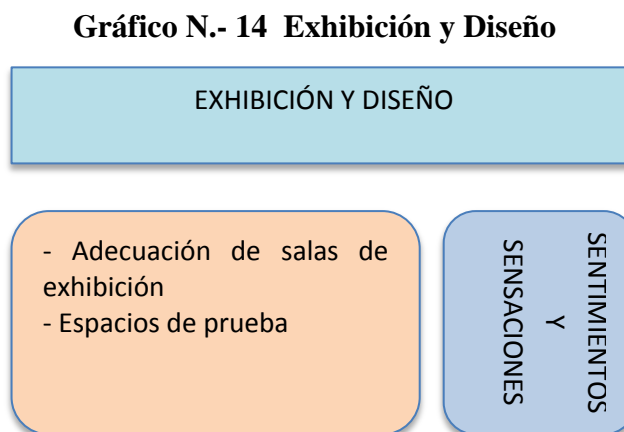 Gráfico N.- 14 Exhibición y Diseño
EXHIBICIÓN Y DISEÑO
- Adecuación de salas de
exhibición
- Espacios de prueba
SENTIMIENTOS
Y
SENSACIONES